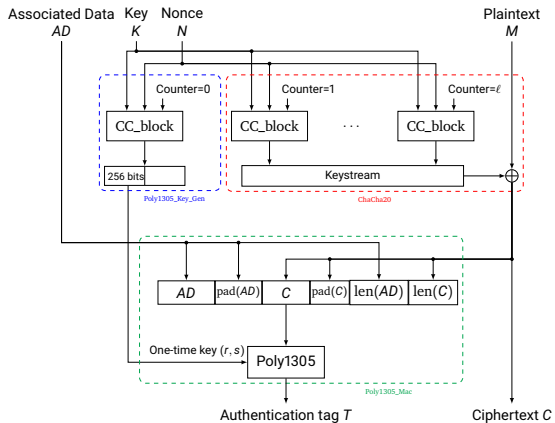 Associated Data Key Nonce Plaintext
AD K N M
Counter=0 Counter=1 Counter=ℓ
CC_block CC_block ... CC_block
256 bits Keystream
Poly1305_Key_Gen ChaCha20
AD pad(AD) C pad(C) len(AD) len(C)
One-time key (r, s) Poly1305
Poly1305_Mac
Authentication tag T Ciphertext C